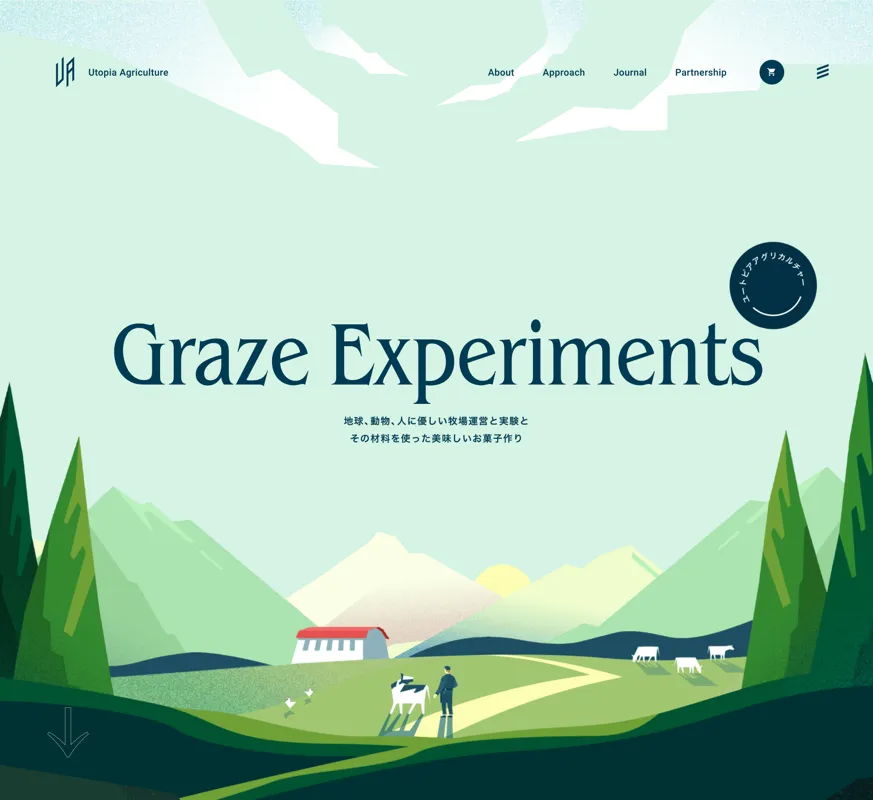 UA
Utopia Agriculture
About
Approach
Journal
Partnership
ユートピアアグリカルチャー
Graze Experiments
地球、動物、人に優しい牧場運営と実験と
その材料を使った美味しいお菓子作り